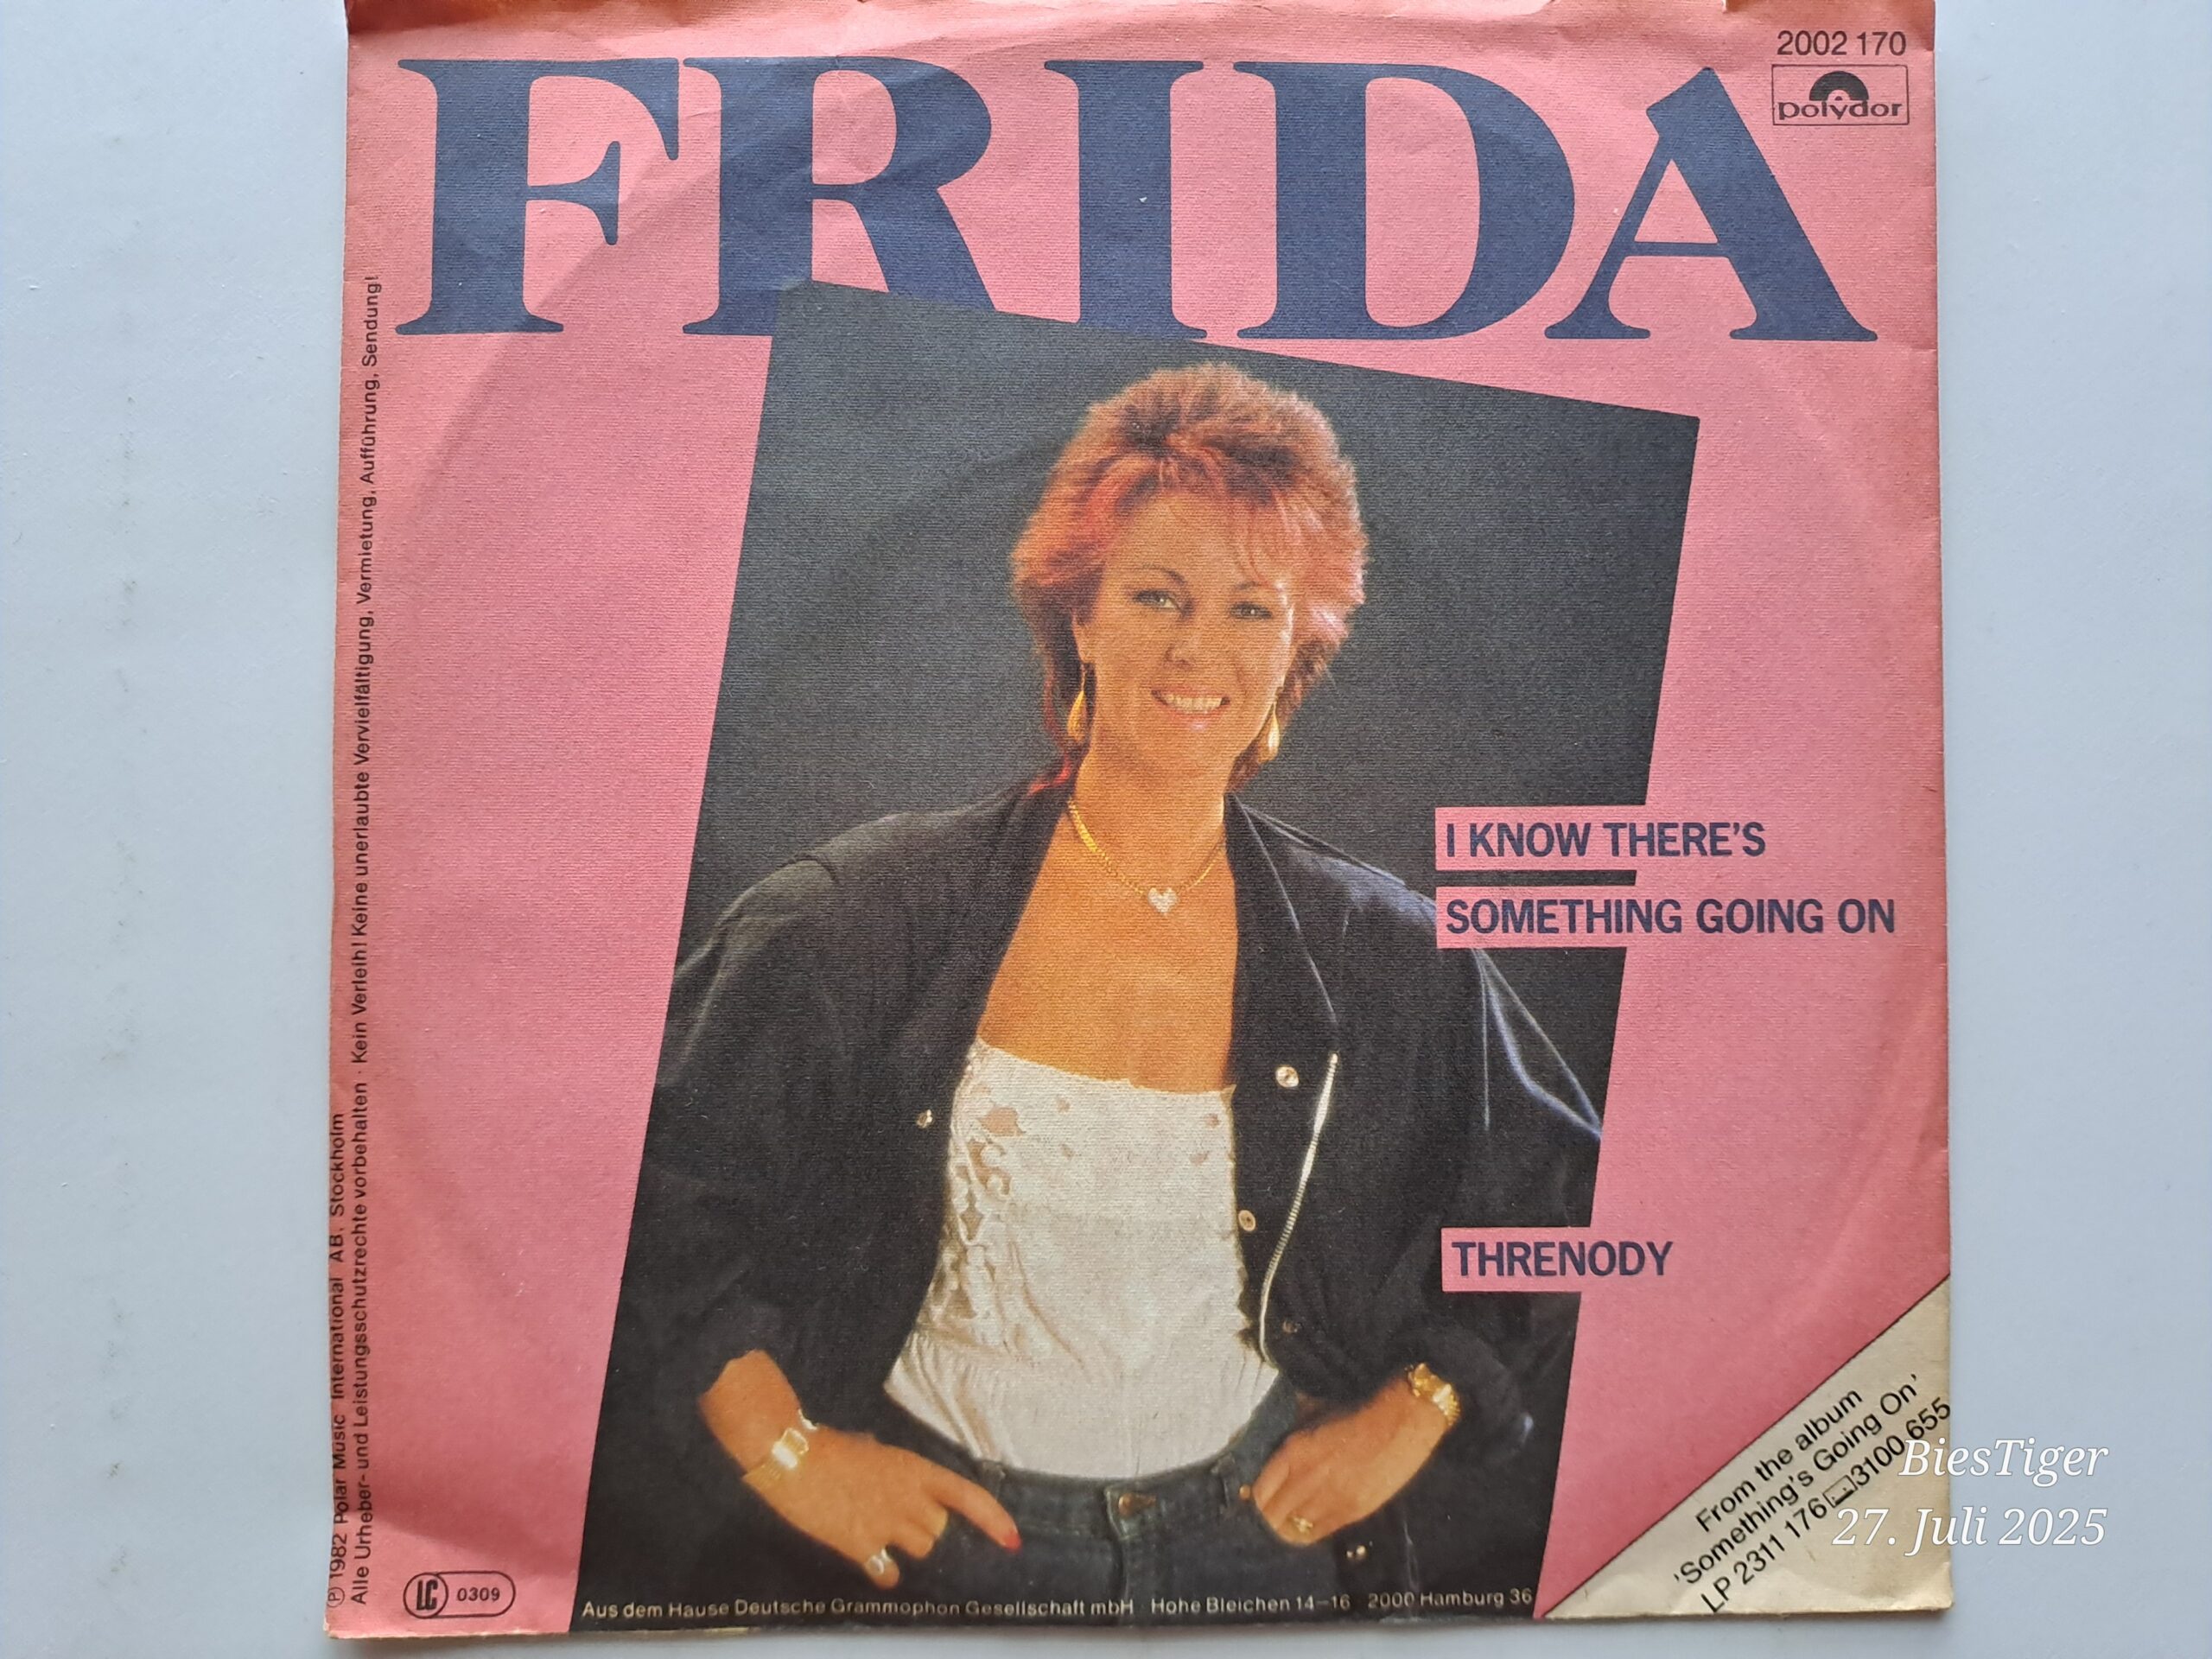 2002 170
polydor
FRIDA
I KNOW THERE'S
SOMETHING GOING ON
THRENODY
From the album
'Something's Going On'
LP 2311 176 3100 655
Aus dem Hause Deutsche Grammophon Gesellschaft mbH · Hohe Bleichen 14–16 2000 Hamburg 36
LC 0309
℗ 1982 Polar Music International AB. Stockholm
Alle Urheber- und Leistungsschutzrechte vorbehalten · Kein Verleih! Keine unerlaubte Vervielfältigung, Vermietung, Aufführung, Sendung!
BiesTiger
27. Juli 2025